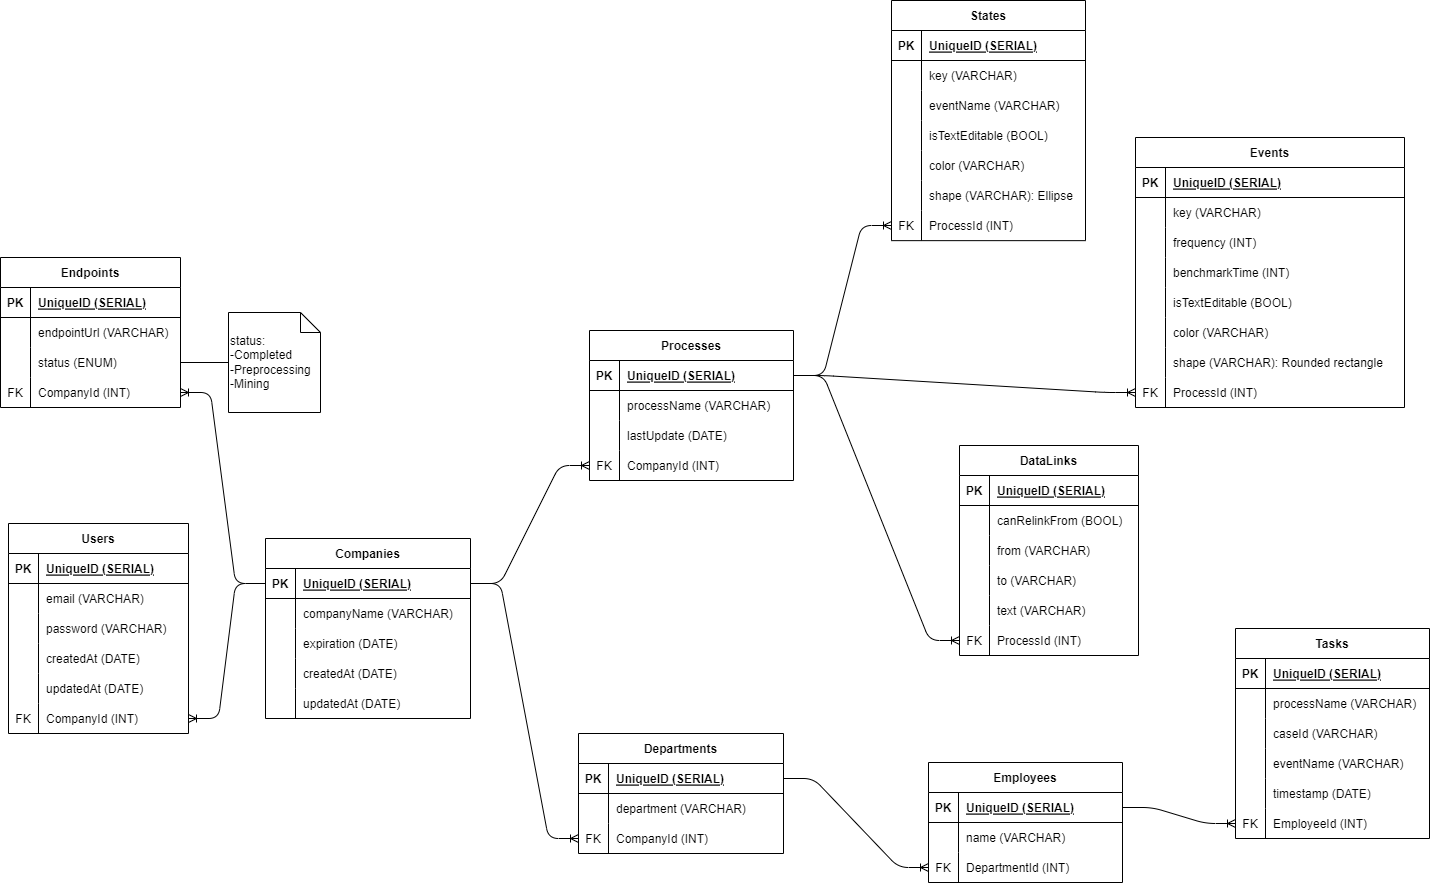 States
PK UniqueID (SERIAL)
key (VARCHAR)
eventName (VARCHAR)
isTextEditable (BOOL)
color (VARCHAR)
shape (VARCHAR): Ellipse
FK ProcessId (INT)
Events
PK UniqueID (SERIAL)
key (VARCHAR)
frequency (INT)
benchmarkTime (INT)
isTextEditable (BOOL)
color (VARCHAR)
shape (VARCHAR): Rounded rectangle
FK ProcessId (INT)
Endpoints
PK UniqueID (SERIAL)
endpointUrl (VARCHAR)
status (ENUM)
FK CompanyId (INT)
status:
-Completed
-Preprocessing
-Mining
Processes
PK UniqueID (SERIAL)
processName (VARCHAR)
lastUpdate (DATE)
FK CompanyId (INT)
DataLinks
PK UniqueID (SERIAL)
canRelinkFrom (BOOL)
from (VARCHAR)
to (VARCHAR)
text (VARCHAR)
FK ProcessId (INT)
Users
PK UniqueID (SERIAL)
email (VARCHAR)
password (VARCHAR)
createdAt (DATE)
updatedAt (DATE)
FK CompanyId (INT)
Companies
PK UniqueID (SERIAL)
companyName (VARCHAR)
expiration (DATE)
createdAt (DATE)
updatedAt (DATE)
Departments
PK UniqueID (SERIAL)
department (VARCHAR)
FK CompanyId (INT)
Employees
PK UniqueID (SERIAL)
name (VARCHAR)
FK DepartmentId (INT)
Tasks
PK UniqueID (SERIAL)
processName (VARCHAR)
caseId (VARCHAR)
eventName (VARCHAR)
timestamp (DATE)
FK EmployeeId (INT)